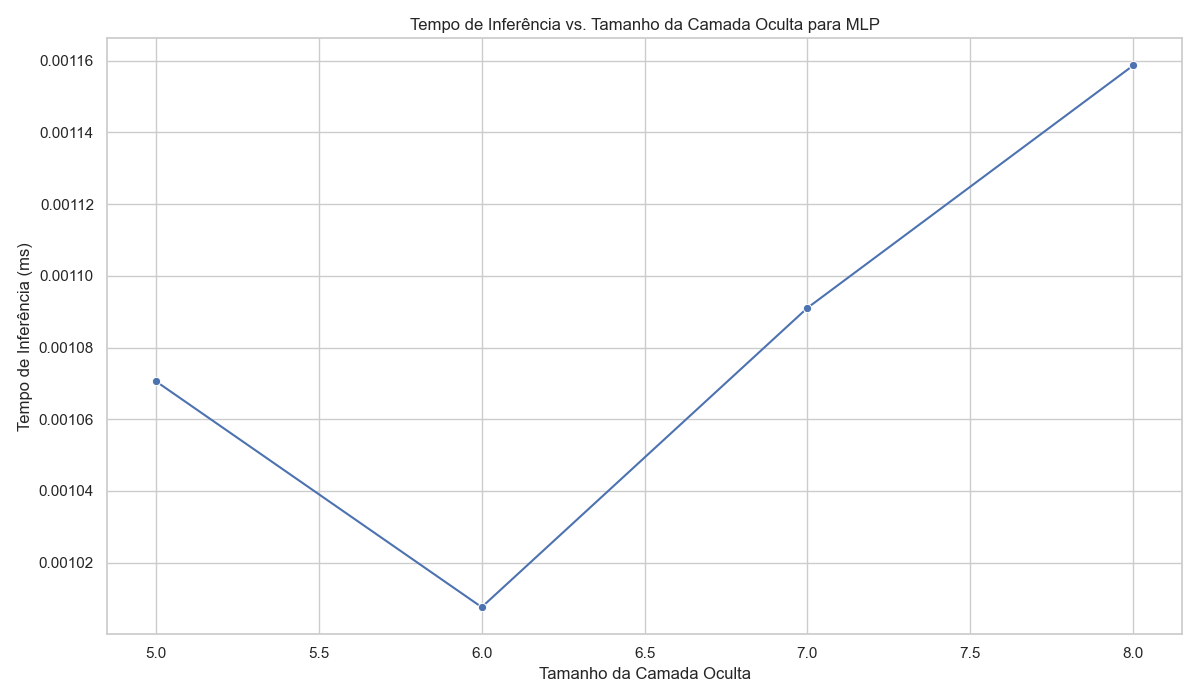 Tempo de Inferência vs. Tamanho da Camada Oculta para MLP
Tempo de Inferência (ms)
0.00116
0.00114
0.00112
0.00110
0.00108
0.00106
0.00104
0.00102
5.0 5.5 6.0 6.5 7.0 7.5 8.0
Tamanho da Camada Oculta